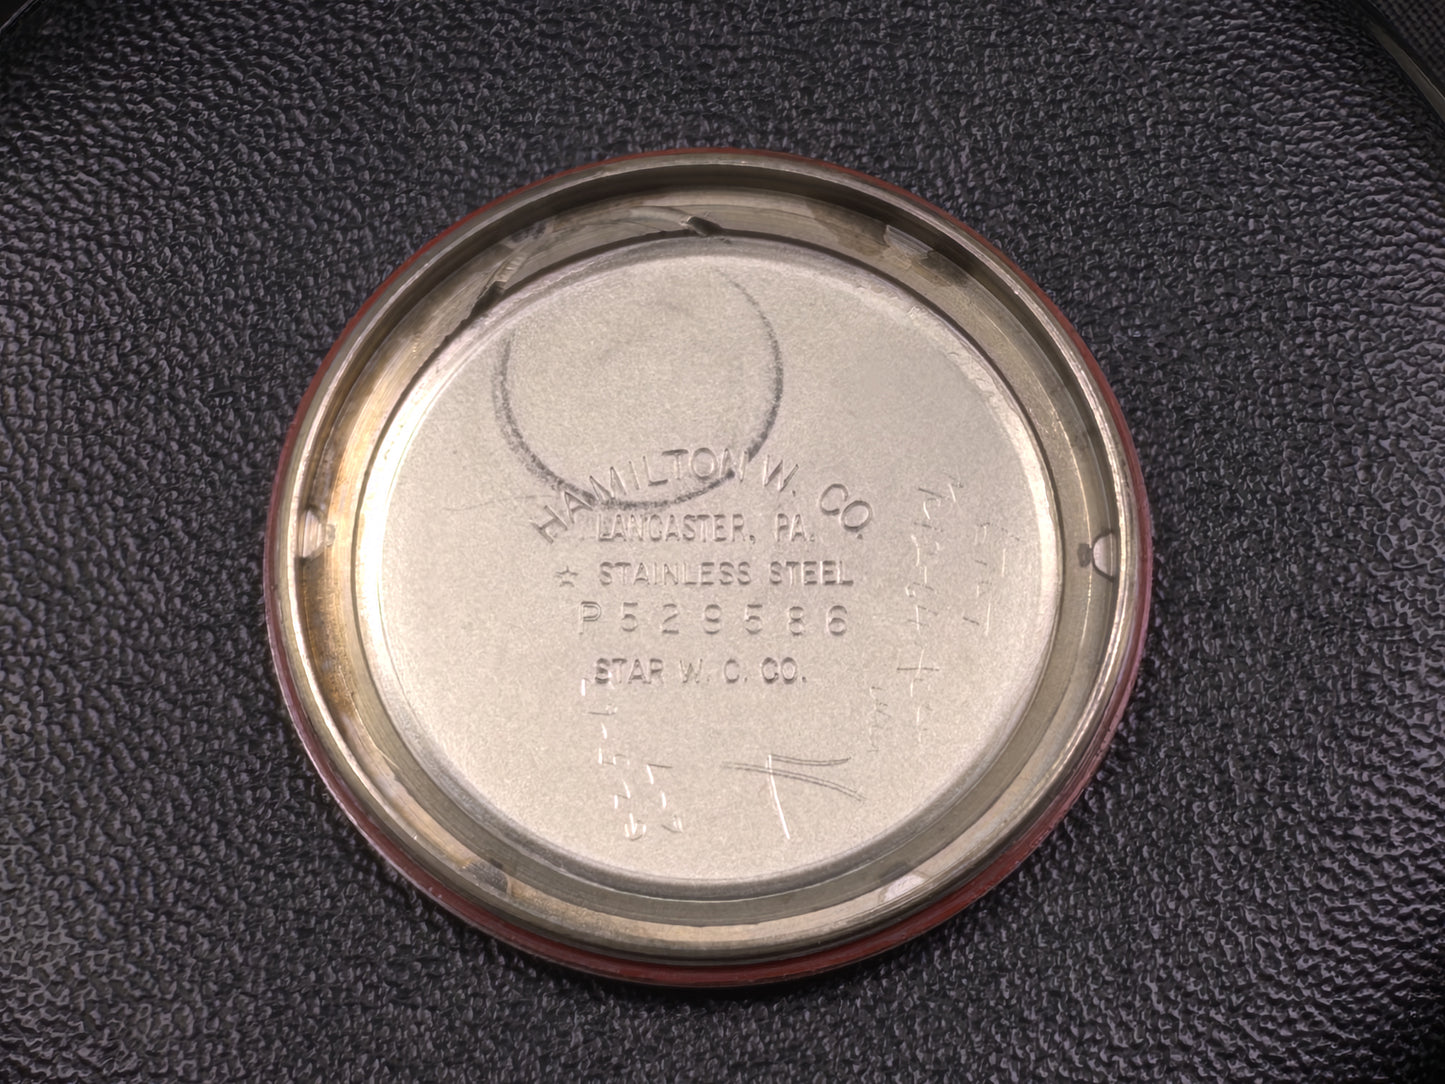 HAMILTON W. CO.
LANCASTER, PA.
☆ STAINLESS STEEL
P529586
STAR W. C. CO.